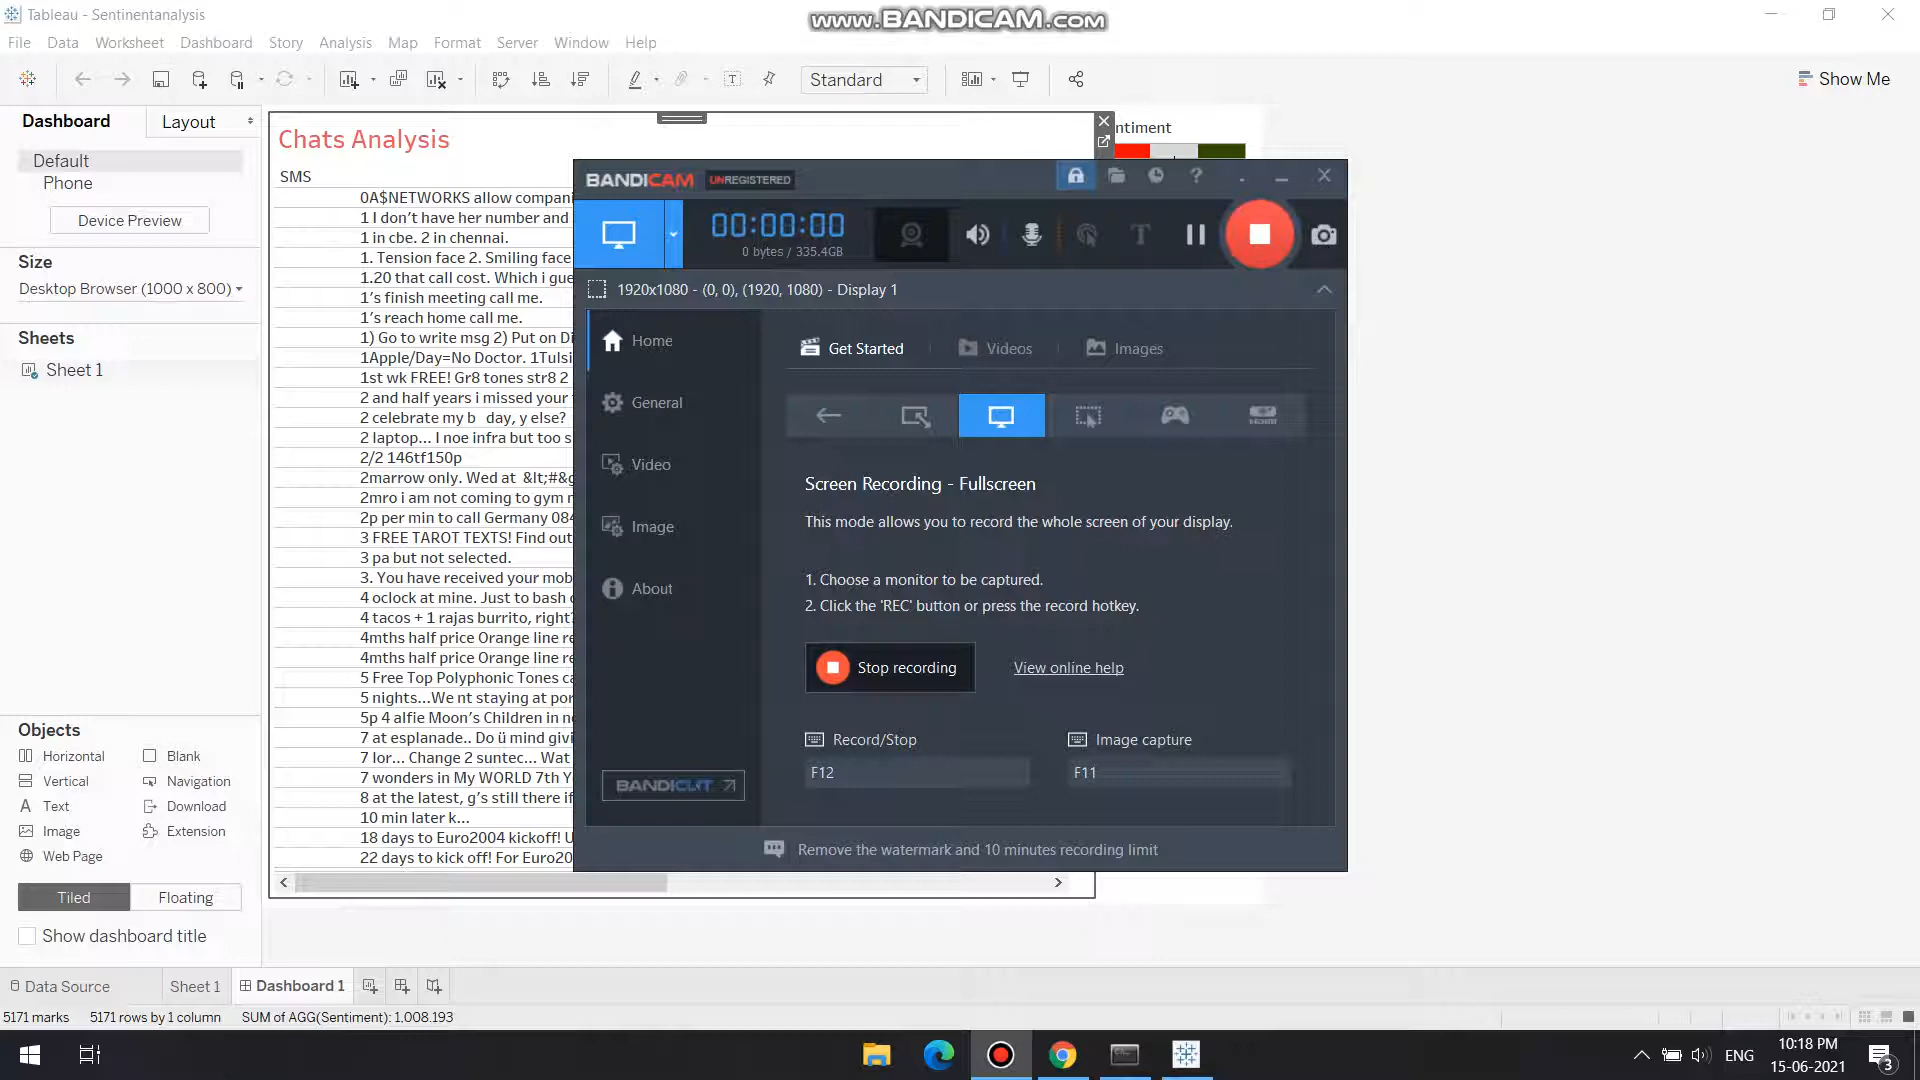 Tableau - Sentinentanalysis
www.BANDICAM.com
File Data Worksheet Dashboard Story Analysis Map Format Server Window Help
Standard
Show Me
Dashboard Layout
Default
Phone
Device Preview
Size
Desktop Browser (1000 x 800)
Sheets
Sheet 1
Objects
Horizontal Blank
Vertical Navigation
Text Download
Image Extension
Web Page
Tiled Floating
Show dashboard title
Chats Analysis
SMS
0A$NETWORKS allow compani
1 I don’t have her number and
1 in cbe. 2 in chennai.
1. Tension face 2. Smiling face
1.20 that call cost. Which i gue
1’s finish meeting call me.
1’s reach home call me.
1) Go to write msg 2) Put on Di
1Apple/Day=No Doctor. 1Tulsi
1st wk FREE! Gr8 tones str8 2
2 and half years i missed your
2 celebrate my b day, y else?
2 laptop... I noe infra but too s
2/2 146tf150p
2marrow only. Wed at &lt;#&g
2mro i am not coming to gym
2p per min to call Germany 084
3 FREE TAROT TEXTS! Find out
3 pa but not selected.
3. You have received your mob
4 oclock at mine. Just to bash
4 tacos + 1 rajas burrito, right?
4mths half price Orange line re
4mths half price Orange line re
5 Free Top Polyphonic Tones ca
5 nights...We nt staying at por
5p 4 alfie Moon’s Children in ne
7 at esplanade.. Do ü mind givi
7 lor... Change 2 suntec... Wat
7 wonders in My WORLD 7th Y
8 at the latest, g’s still there if
10 min later k...
18 days to Euro2004 kickoff! U
22 days to kick off! For Euro20
ntiment
BANDICAM UNREGISTERED
00:00:00
0 bytes / 335.4GB
1920x1080 - (0, 0), (1920, 1080) - Display 1
Home
General
Video
Image
About
BANDICUT
Get Started Videos Images
Screen Recording - Fullscreen
This mode allows you to record the whole screen of your display.
1. Choose a monitor to be captured.
2. Click the 'REC' button or press the record hotkey.
Stop recording View online help
Record/Stop Image capture
F12 F11
Remove the watermark and 10 minutes recording limit
Data Source Sheet 1 Dashboard 1
5171 marks 5171 rows by 1 column SUM of AGG(Sentiment): 1,008.193
ENG
10:18 PM
15-06-2021
3